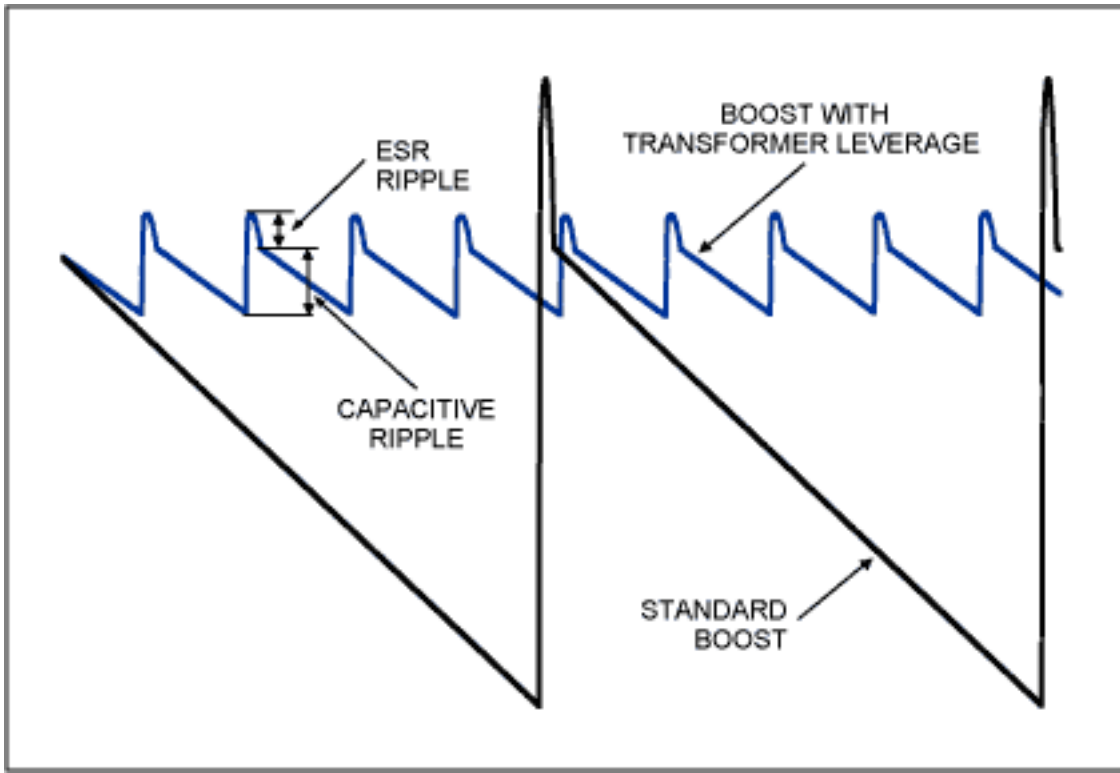 BOOST WITH
TRANSFORMER LEVERAGE
ESR
RIPPLE
CAPACITIVE
RIPPLE
STANDARD
BOOST